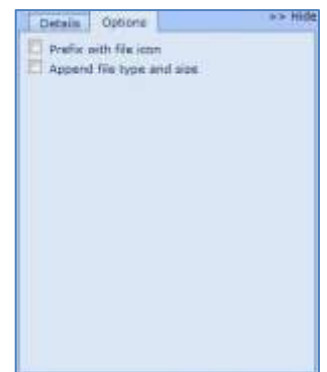 Details Options >> Hide
Prefix with file icon
Append file type and size